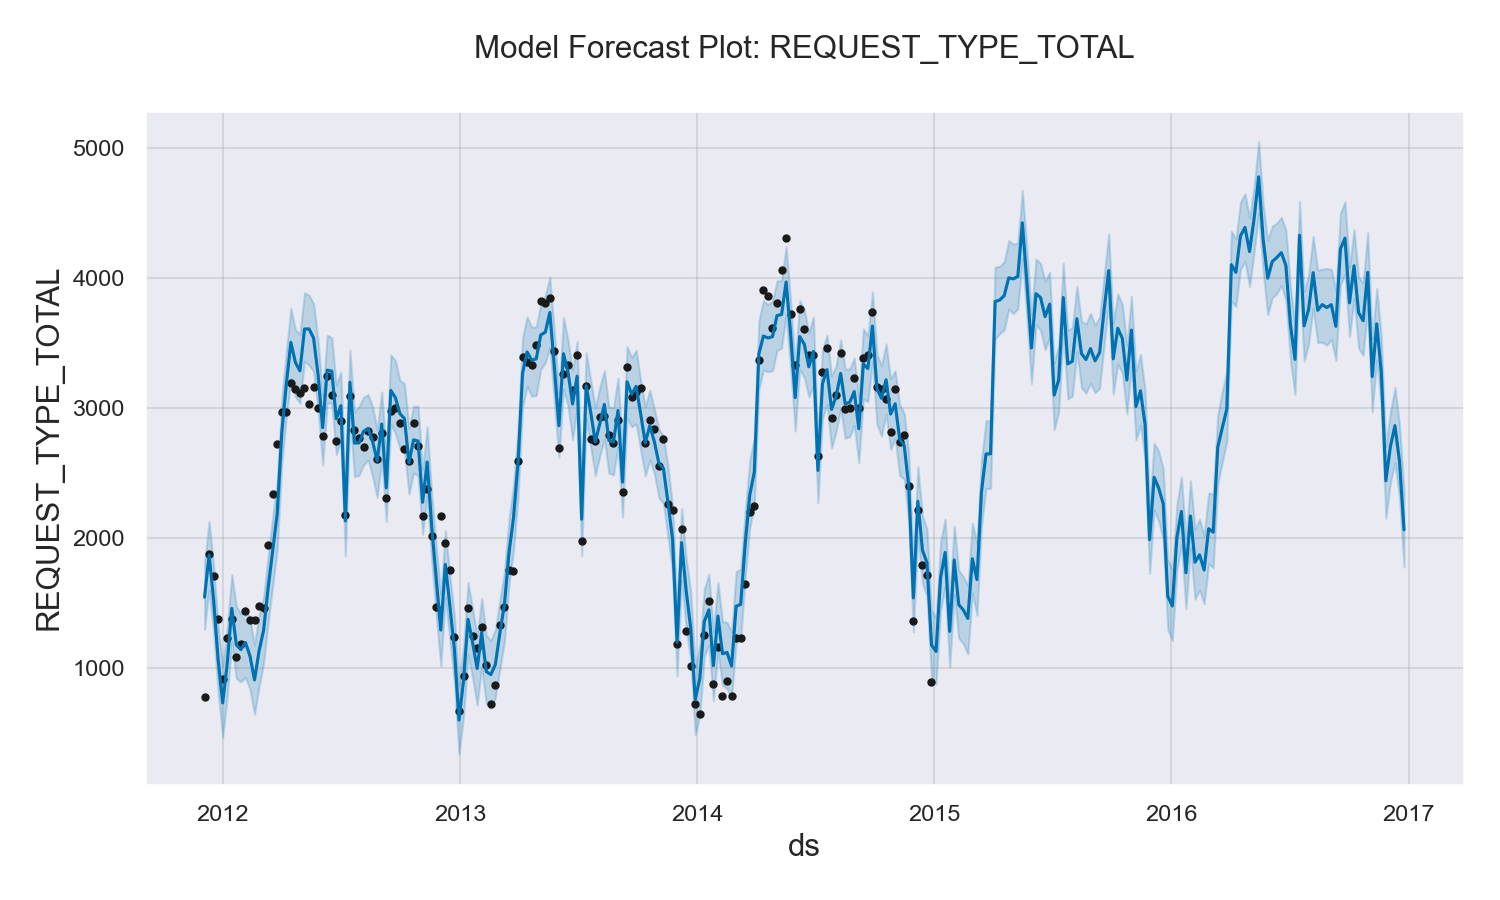 Model Forecast Plot: REQUEST_TYPE_TOTAL
REQUEST_TYPE_TOTAL
5000
4000
3000
2000
1000
2012 2013 2014 2015 2016 2017
ds